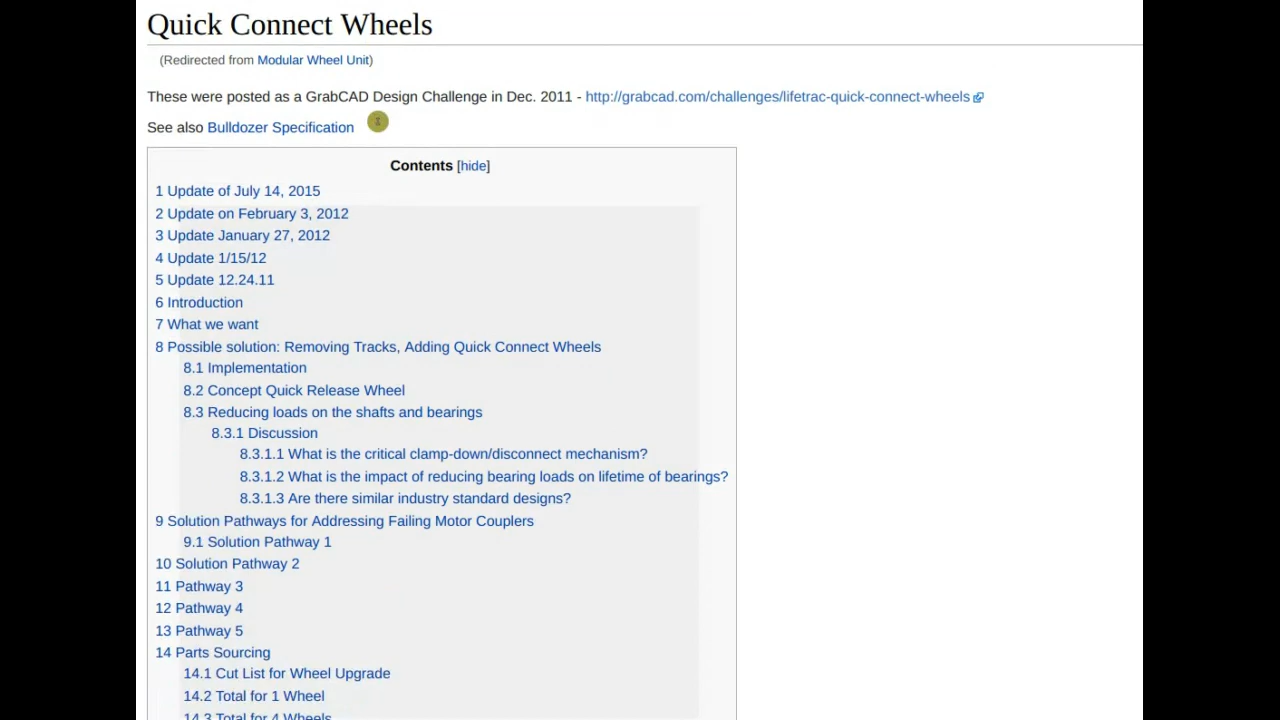 Quick Connect Wheels
(Redirected from Modular Wheel Unit)
These were posted as a GrabCAD Design Challenge in Dec. 2011 - http://grabcad.com/challenges/lifetrac-quick-connect-wheels
See also Bulldozer Specification
Contents [hide]
1 Update of July 14, 2015
2 Update on February 3, 2012
3 Update January 27, 2012
4 Update 1/15/12
5 Update 12.24.11
6 Introduction
7 What we want
8 Possible solution: Removing Tracks, Adding Quick Connect Wheels
8.1 Implementation
8.2 Concept Quick Release Wheel
8.3 Reducing loads on the shafts and bearings
8.3.1 Discussion
8.3.1.1 What is the critical clamp-down/disconnect mechanism?
8.3.1.2 What is the impact of reducing bearing loads on lifetime of bearings?
8.3.1.3 Are there similar industry standard designs?
9 Solution Pathways for Addressing Failing Motor Couplers
9.1 Solution Pathway 1
10 Solution Pathway 2
11 Pathway 3
12 Pathway 4
13 Pathway 5
14 Parts Sourcing
14.1 Cut List for Wheel Upgrade
14.2 Total for 1 Wheel
14.3 Total for 4 Wheels